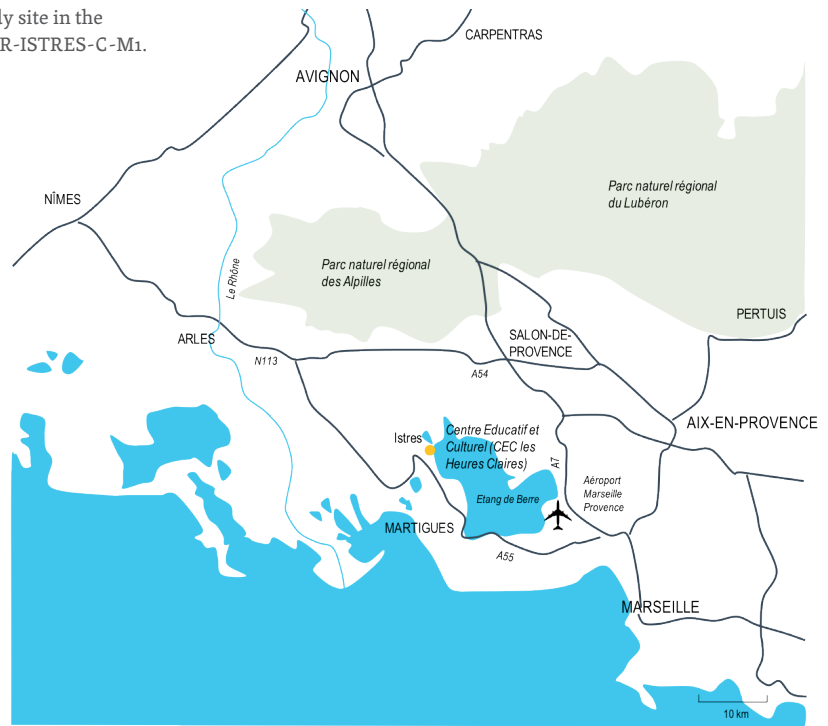 ly site in the
R-ISTRES-C-M1.
CARPENTRAS
AVIGNON
Parc naturel régional
du Lubéron
NÎMES
Le Rhône
Parc naturel régional
des Alpilles
PERTUIS
ARLES
SALON-DE-
PROVENCE
N113
A54
AIX-EN-PROVENCE
Istres
Centre Educatif et
Culturel (CEC les
Heures Claires)
A7
Aéroport
Marseille
Provence
Etang de Berre
MARTIGUES
A55
MARSEILLE
10 km